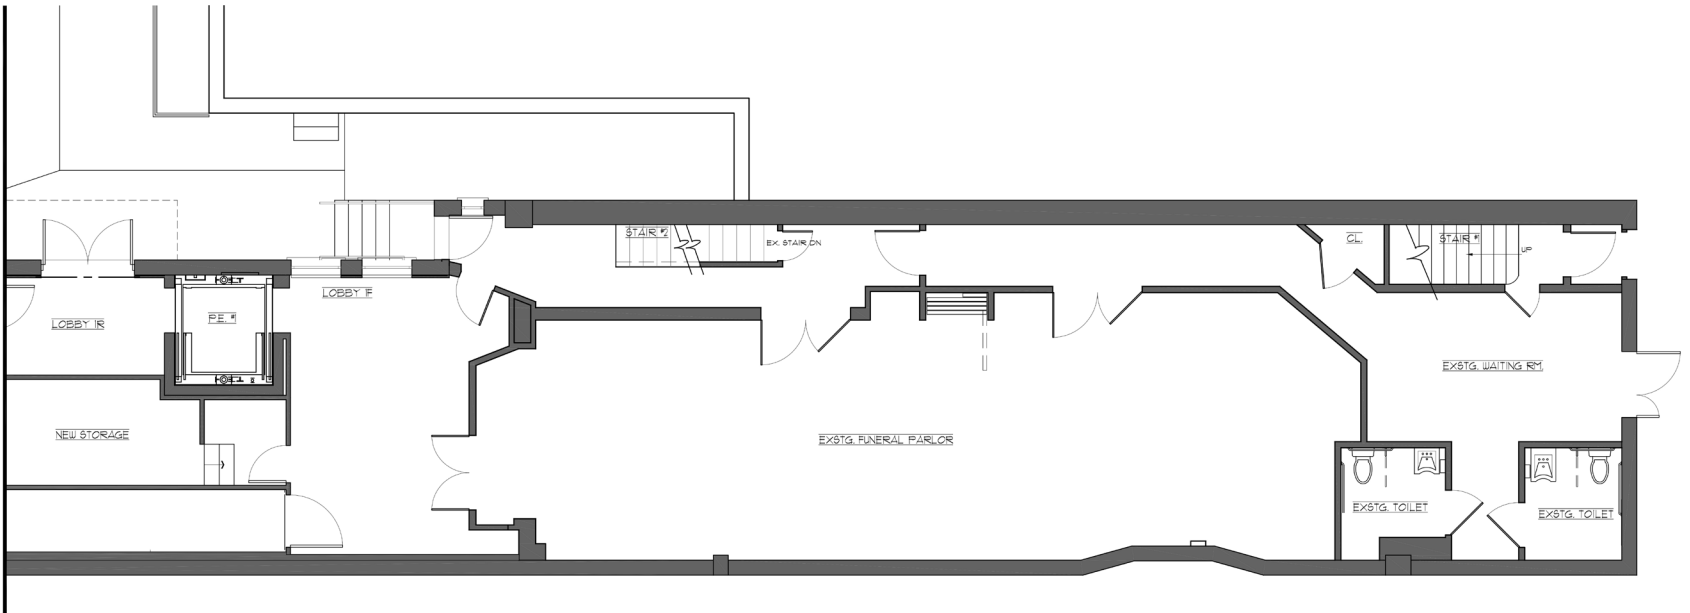 STAIR #2
EX. STAIR DN
CL.
STAIR #1
UP
LOBBY 1F
LOBBY 1R
P.E. #1
EXSTG. WAITING RM.
NEW STORAGE
EXSTG. FUNERAL PARLOR
EXSTG. TOILET
EXSTG. TOILET